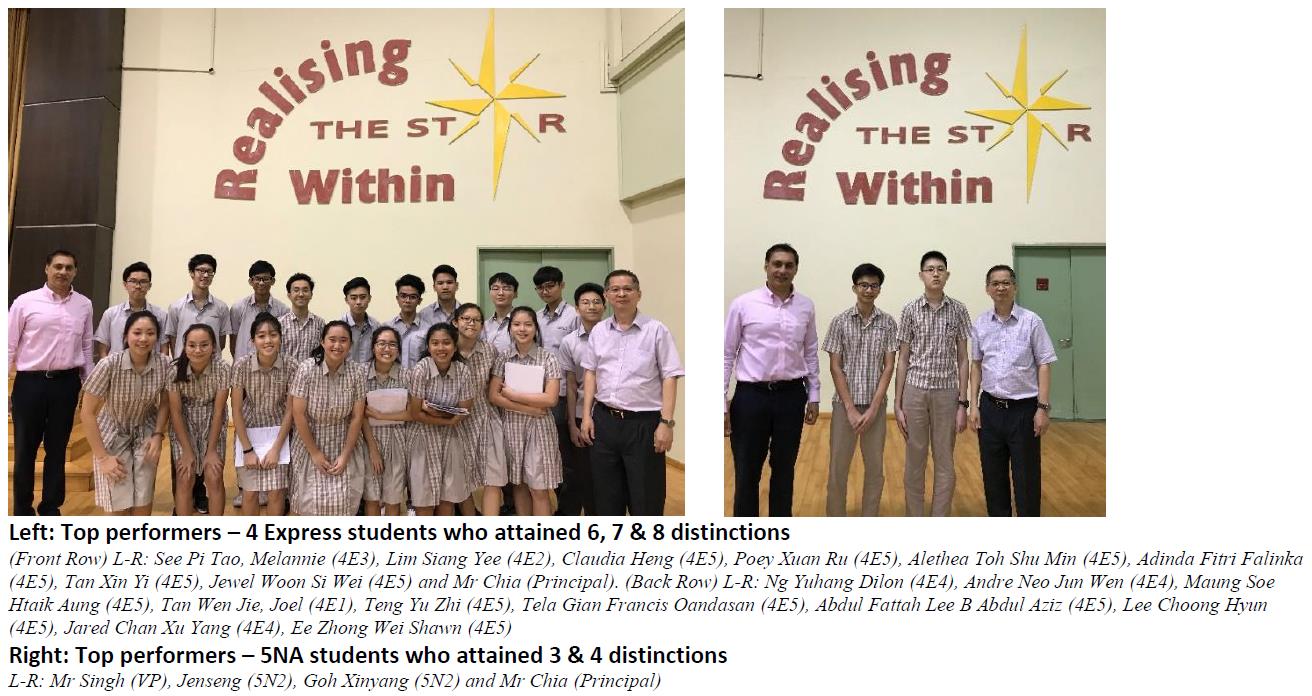 Realising
THE ST R
Within
Realising
THE ST R
Within
Left: Top performers – 4 Express students who attained 6, 7 & 8 distinctions
(Front Row) L-R: See Pi Tao, Melannie (4E3), Lim Siang Yee (4E2), Claudia Heng (4E5), Poey Xuan Ru (4E5), Alethea Toh Shu Min (4E5), Adinda Fitri Falinka
(4E5), Tan Xin Yi (4E5), Jewel Woon Si Wei (4E5) and Mr Chia (Principal). (Back Row) L-R: Ng Yuhang Dilon (4E4), Andre Neo Jun Wen (4E4), Maung Soe
Htaik Aung (4E5), Tan Wen Jie, Joel (4E1), Teng Yu Zhi (4E5), Tela Gian Francis Oandasan (4E5), Abdul Fattah Lee B Abdul Aziz (4E5), Lee Choong Hyun
(4E5), Jared Chan Xu Yang (4E4), Ee Zhong Wei Shawn (4E5)
Right: Top performers – 5NA students who attained 3 & 4 distinctions
L-R: Mr Singh (VP), Jenseng (5N2), Goh Xinyang (5N2) and Mr Chia (Principal)